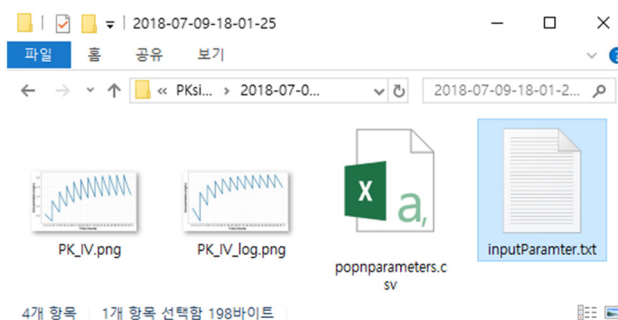 2018-07-09-18-01-25
파일 홈 공유 보기
« PKsi... › 2018-07-0... 2018-07-09-18-01-2...
PK_IV.png PK_IV_log.png popnparameters.c inputParamter.txt
sv
4개 항목 1개 항목 선택함 198바이트